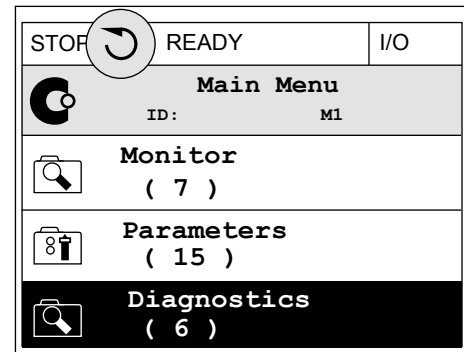 STOP READY I/O
Main Menu
ID: M1
Monitor
( 7 )
Parameters
( 15 )
Diagnostics
( 6 )